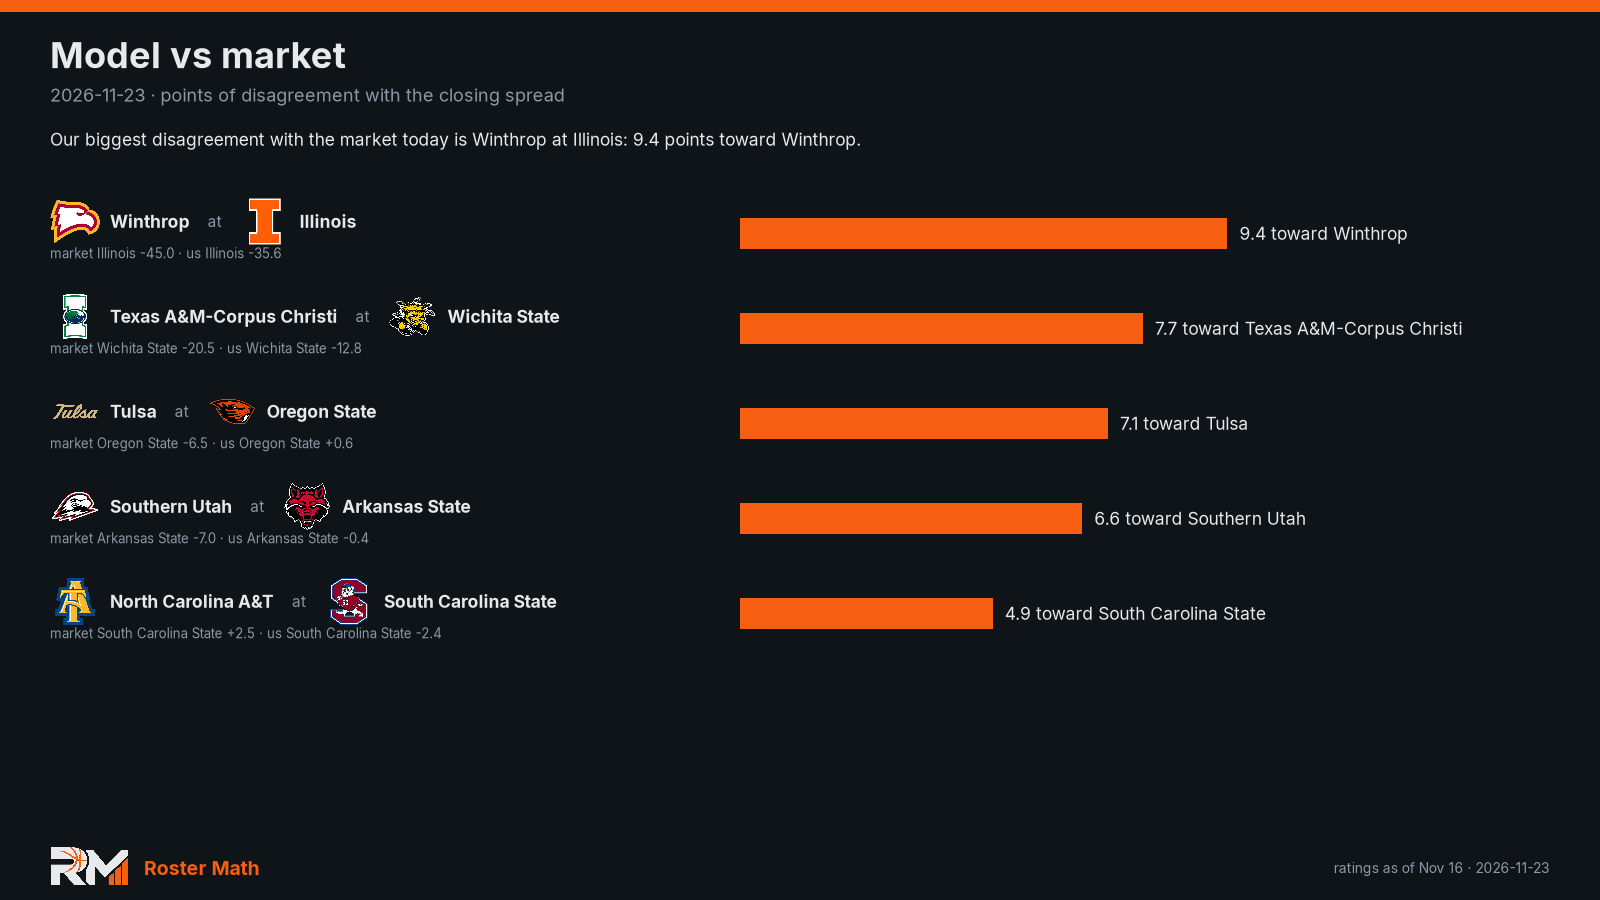 Model vs market
2026-11-23 · points of disagreement with the closing spread
Our biggest disagreement with the market today is Winthrop at Illinois: 9.4 points toward Winthrop.
Winthrop at Illinois
market Illinois -45.0 · us Illinois -35.6
9.4 toward Winthrop
Texas A&M-Corpus Christi at Wichita State
market Wichita State -20.5 · us Wichita State -12.8
7.7 toward Texas A&M-Corpus Christi
Tulsa Tulsa at Oregon State
market Oregon State -6.5 · us Oregon State +0.6
7.1 toward Tulsa
Southern Utah at Arkansas State
market Arkansas State -7.0 · us Arkansas State -0.4
6.6 toward Southern Utah
North Carolina A&T at South Carolina State
market South Carolina State +2.5 · us South Carolina State -2.4
4.9 toward South Carolina State
RM Roster Math
ratings as of Nov 16 · 2026-11-23